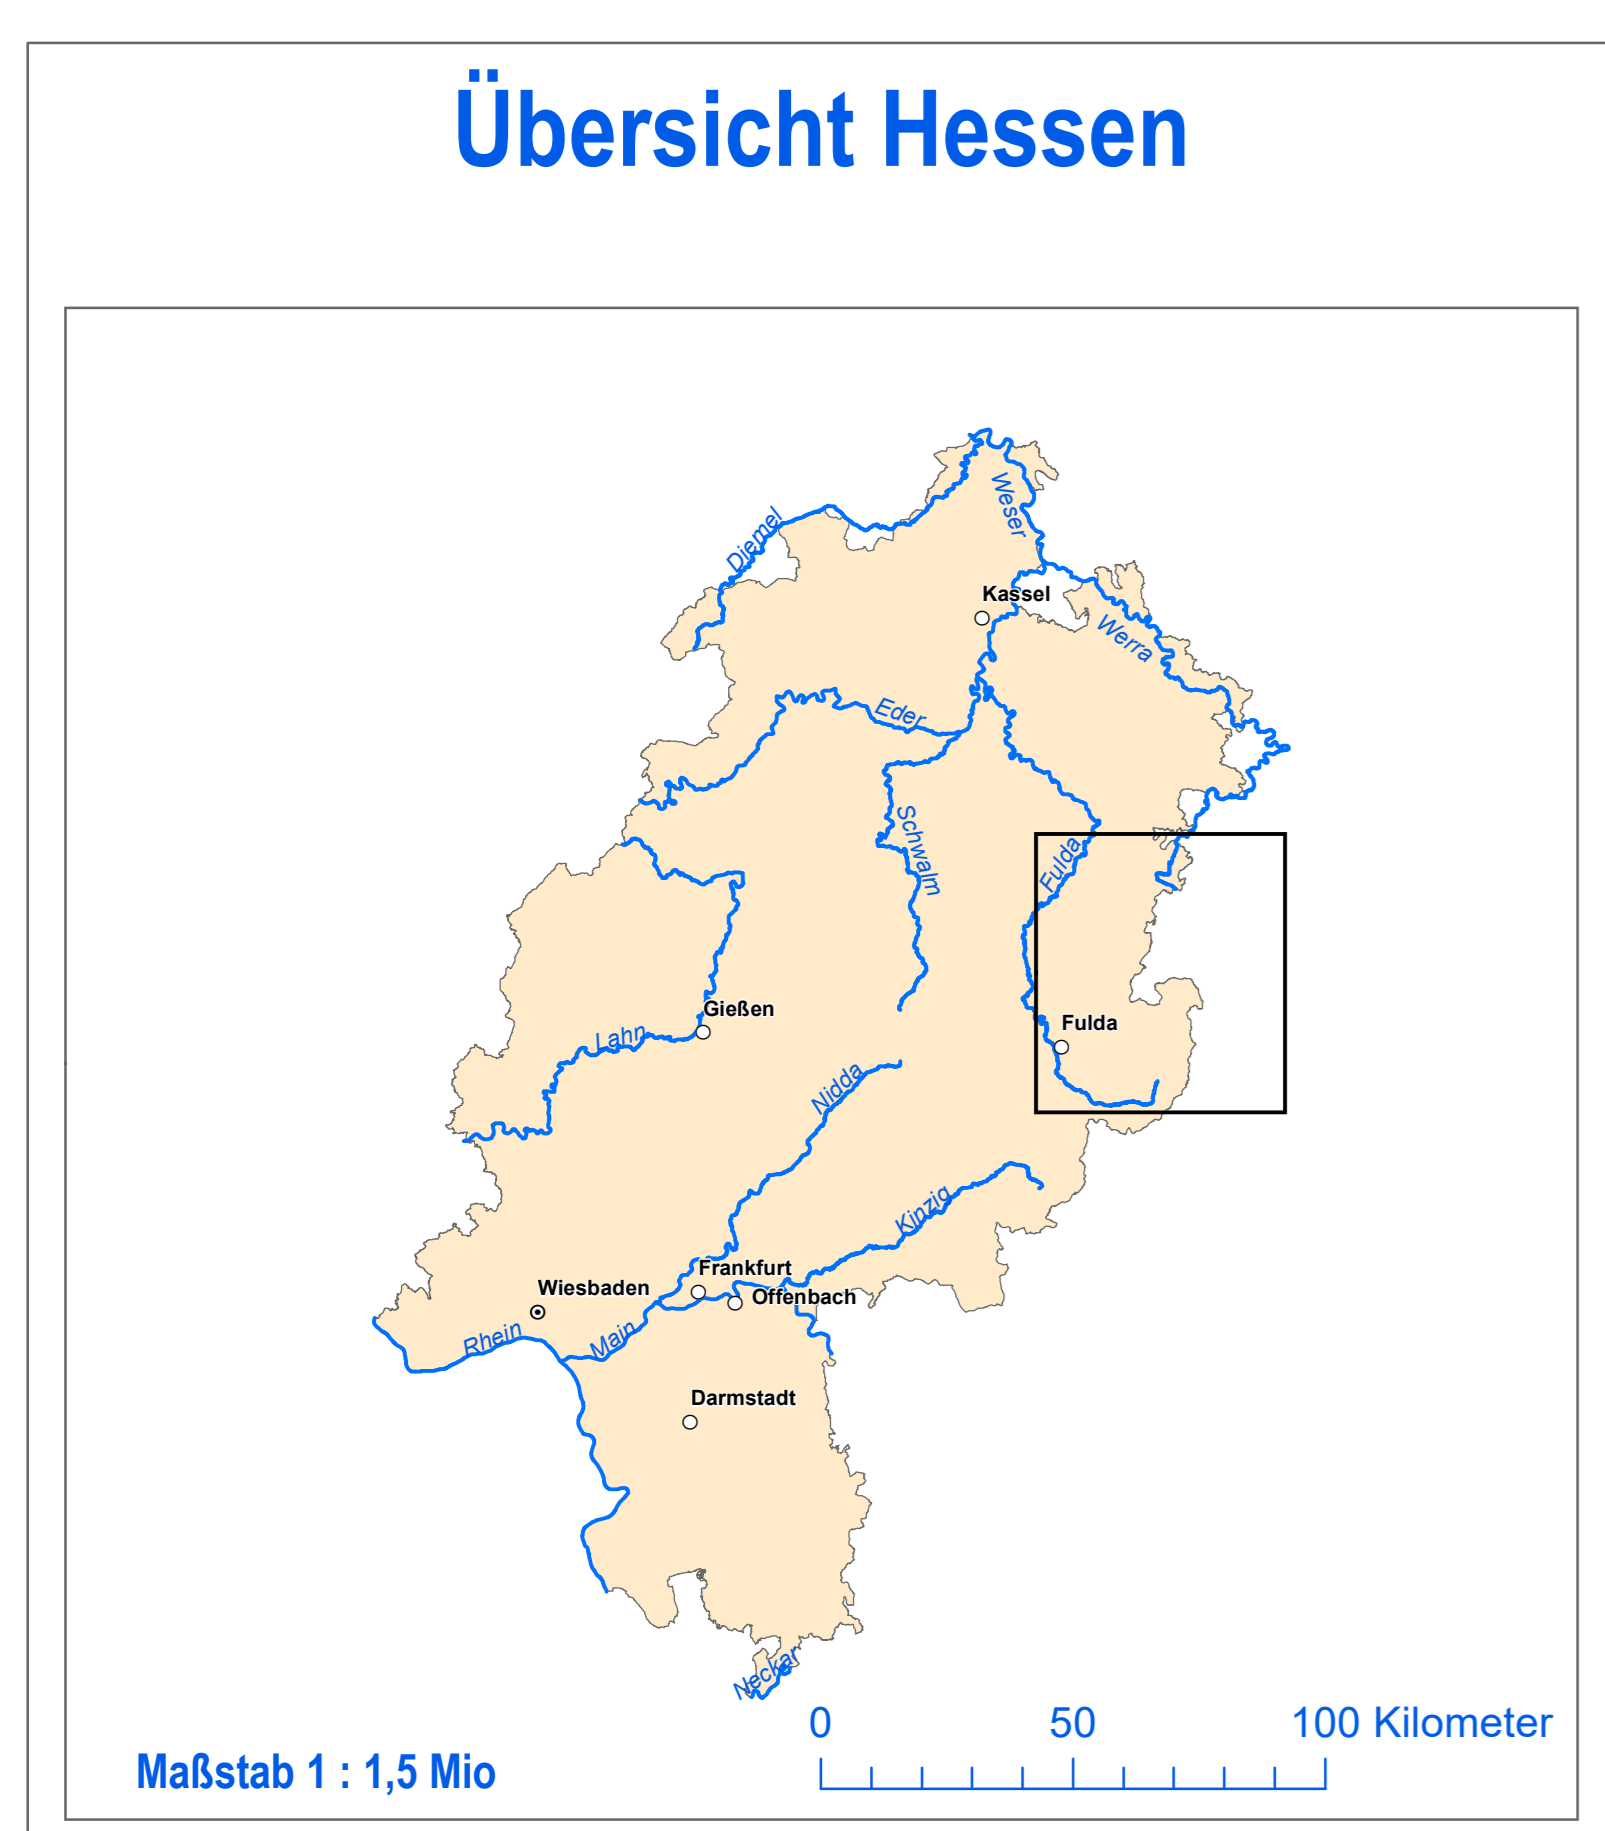 Übersicht Hessen
Diemel
Weser
Kassel
Werra
Eder
Schwalm
Fulda
Gießen
Lahn
Fulda
Nidda
Kinzig
Frankfurt
Wiesbaden
Offenbach
Rhein
Main
Darmstadt
Neckar
0 50 100 Kilometer
Maßstab 1 : 1,5 Mio